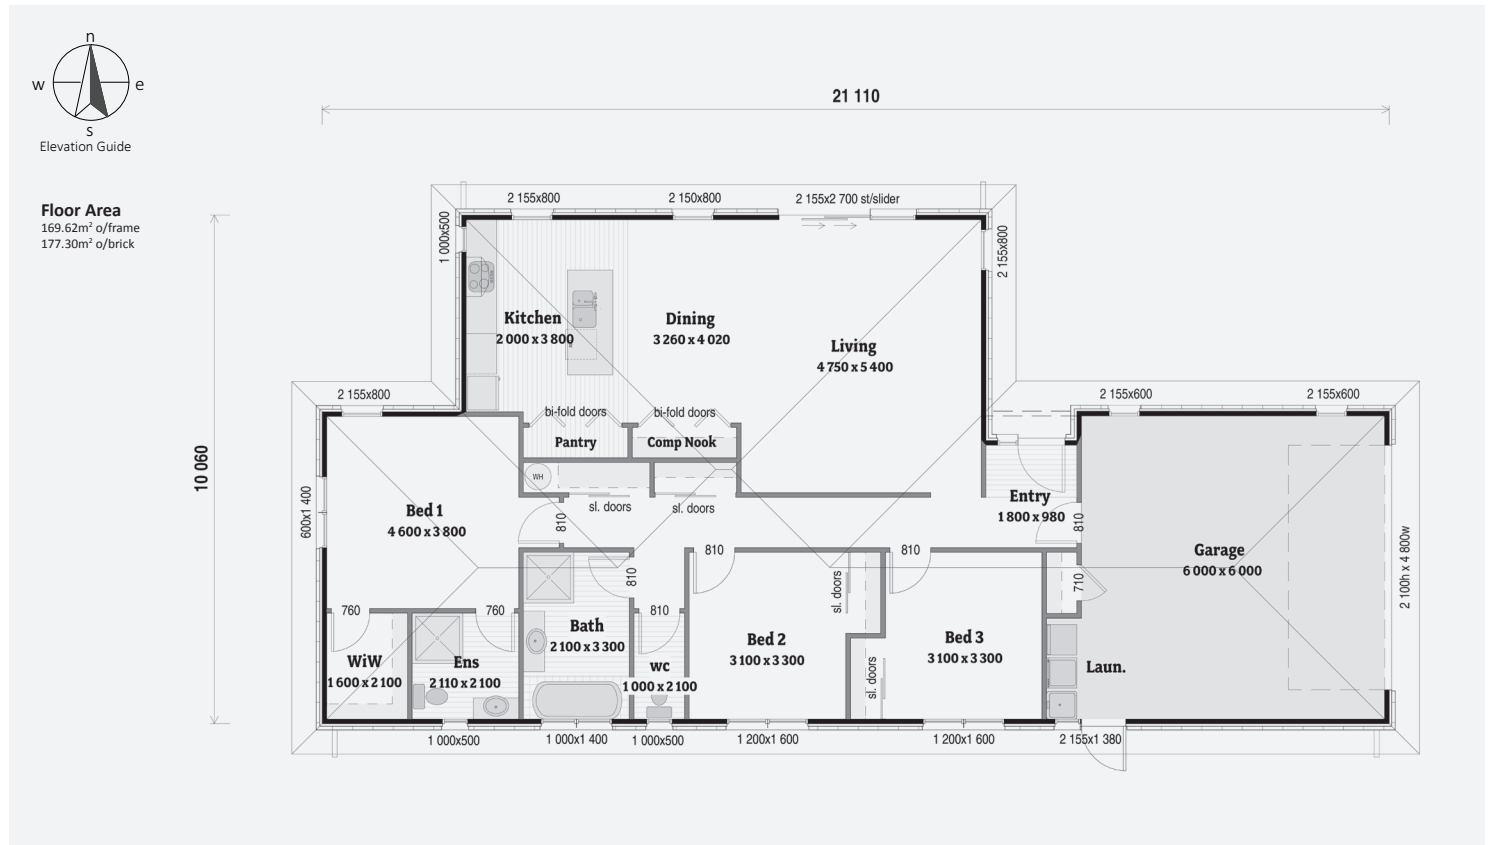 n
w e
s
Elevation Guide
21 110
Floor Area
169.62m² o/frame
177.30m² o/brick
10 060
2 155x800
2 150x800
2 155x2 700 st/slider
1 000x500
2 155x800
Kitchen
2 000 x 3 800
Dining
3 260 x 4 020
Living
4 750 x 5 400
2 155x800
2 155x600
2 155x600
bi-fold doors
bi-fold doors
Pantry
Comp Nook
WH
sl. doors
sl. doors
Bed 1
4 600 x 3 800
600x1 400
810
Entry
1 800 x 980
810
Garage
6 000 x 6 000
2 100h x 4 800w
810
810
810
710
sl. doors
760
760
810
Bath
2 100 x 3 300
Bed 2
3 100 x 3 300
Bed 3
3 100 x 3 300
WiW
1 600 x 2 100
Ens
2 110 x 2 100
wc
1 000 x 2 100
sl. doors
Laun.
1 000x500
1 000x1 400
1 000x500
1 200x1 600
1 200x1 600
2 155x1 380